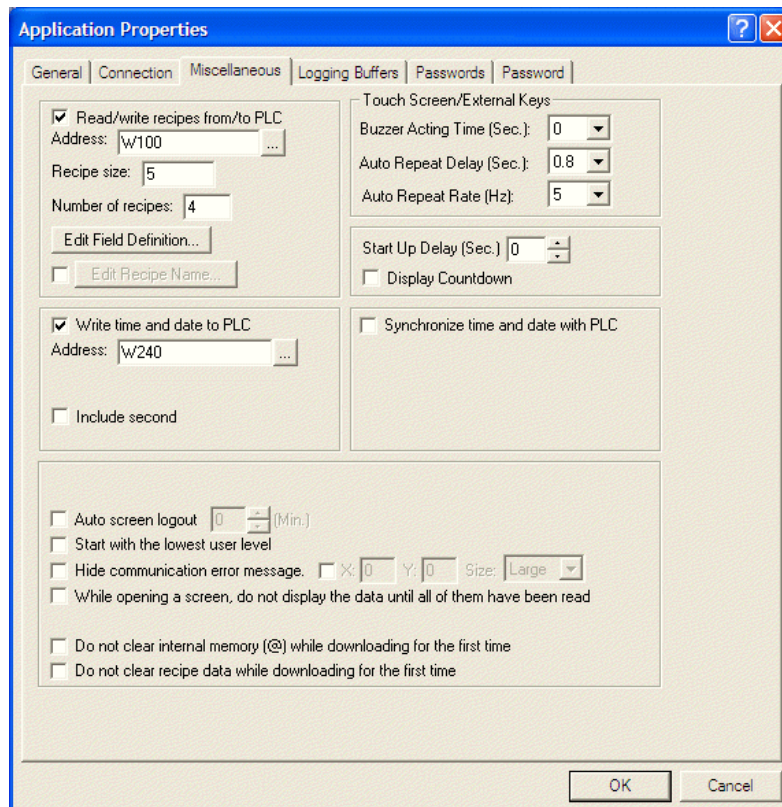 Application Properties
General Connection Miscellaneous Logging Buffers Passwords Password
Read/write recipes from/to PLC
Address: W100 ...
Recipe size: 5
Number of recipes: 4
Edit Field Definition...
Edit Recipe Name...
Touch Screen/External Keys
Buzzer Acting Time (Sec.): 0
Auto Repeat Delay (Sec.): 0.8
Auto Repeat Rate (Hz): 5
Start Up Delay (Sec.) 0
Display Countdown
Write time and date to PLC
Address: W240 ...
Include second
Synchronize time and date with PLC
Auto screen logout 0 (Min.)
Start with the lowest user level
Hide communication error message. X: 0 Y: 0 Size: Large
While opening a screen, do not display the data until all of them have been read
Do not clear internal memory (@) while downloading for the first time
Do not clear recipe data while downloading for the first time
OK Cancel